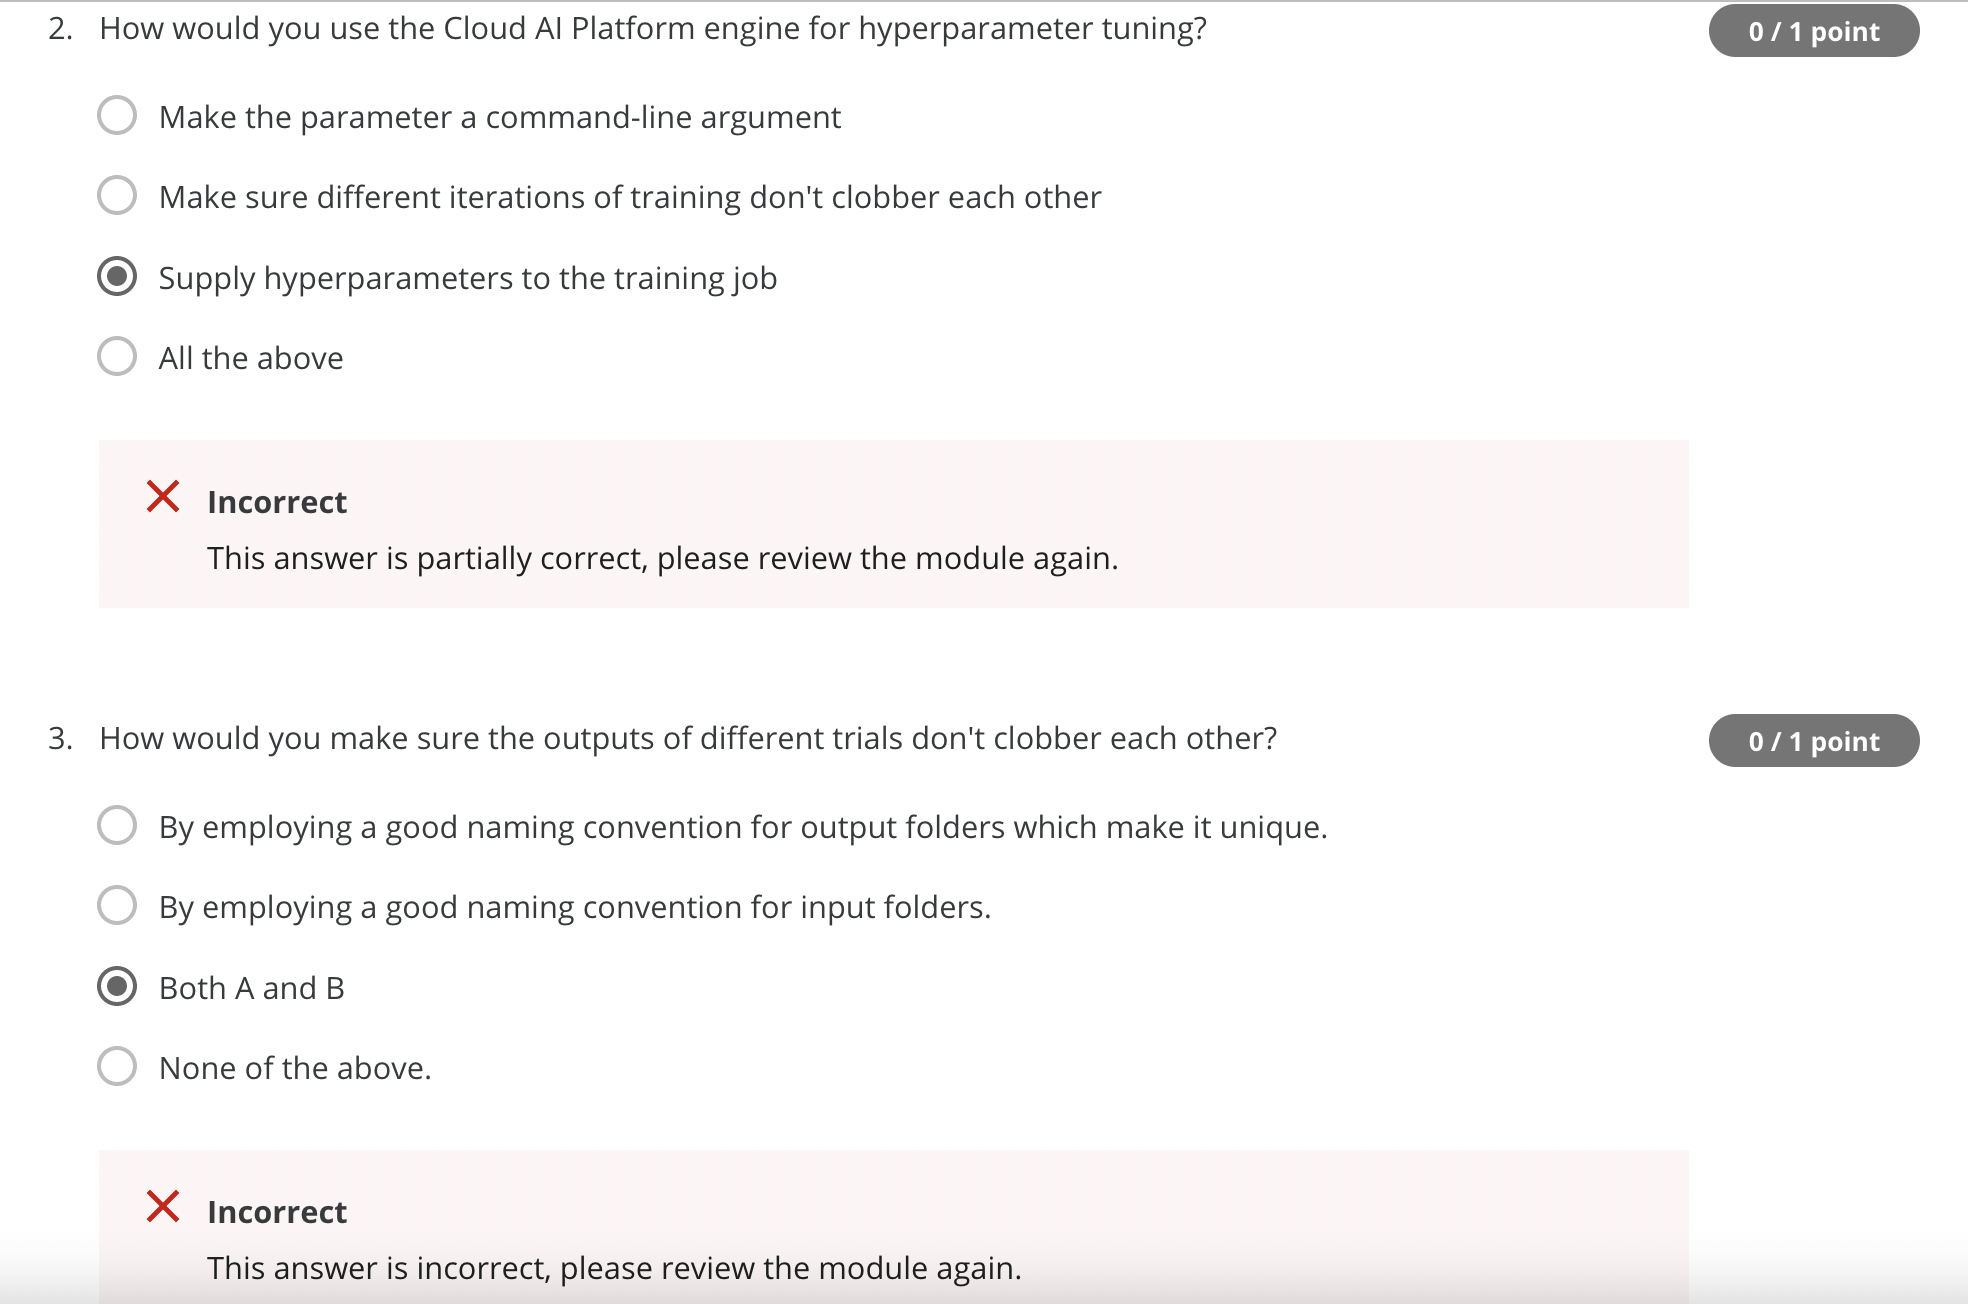 2. How would you use the Cloud AI Platform engine for hyperparameter tuning?
0 / 1 point
Make the parameter a command-line argument
Make sure different iterations of training don't clobber each other
Supply hyperparameters to the training job
All the above
Incorrect
This answer is partially correct, please review the module again.
3. How would you make sure the outputs of different trials don't clobber each other?
0 / 1 point
By employing a good naming convention for output folders which make it unique.
By employing a good naming convention for input folders.
Both A and B
None of the above.
Incorrect
This answer is incorrect, please review the module again.